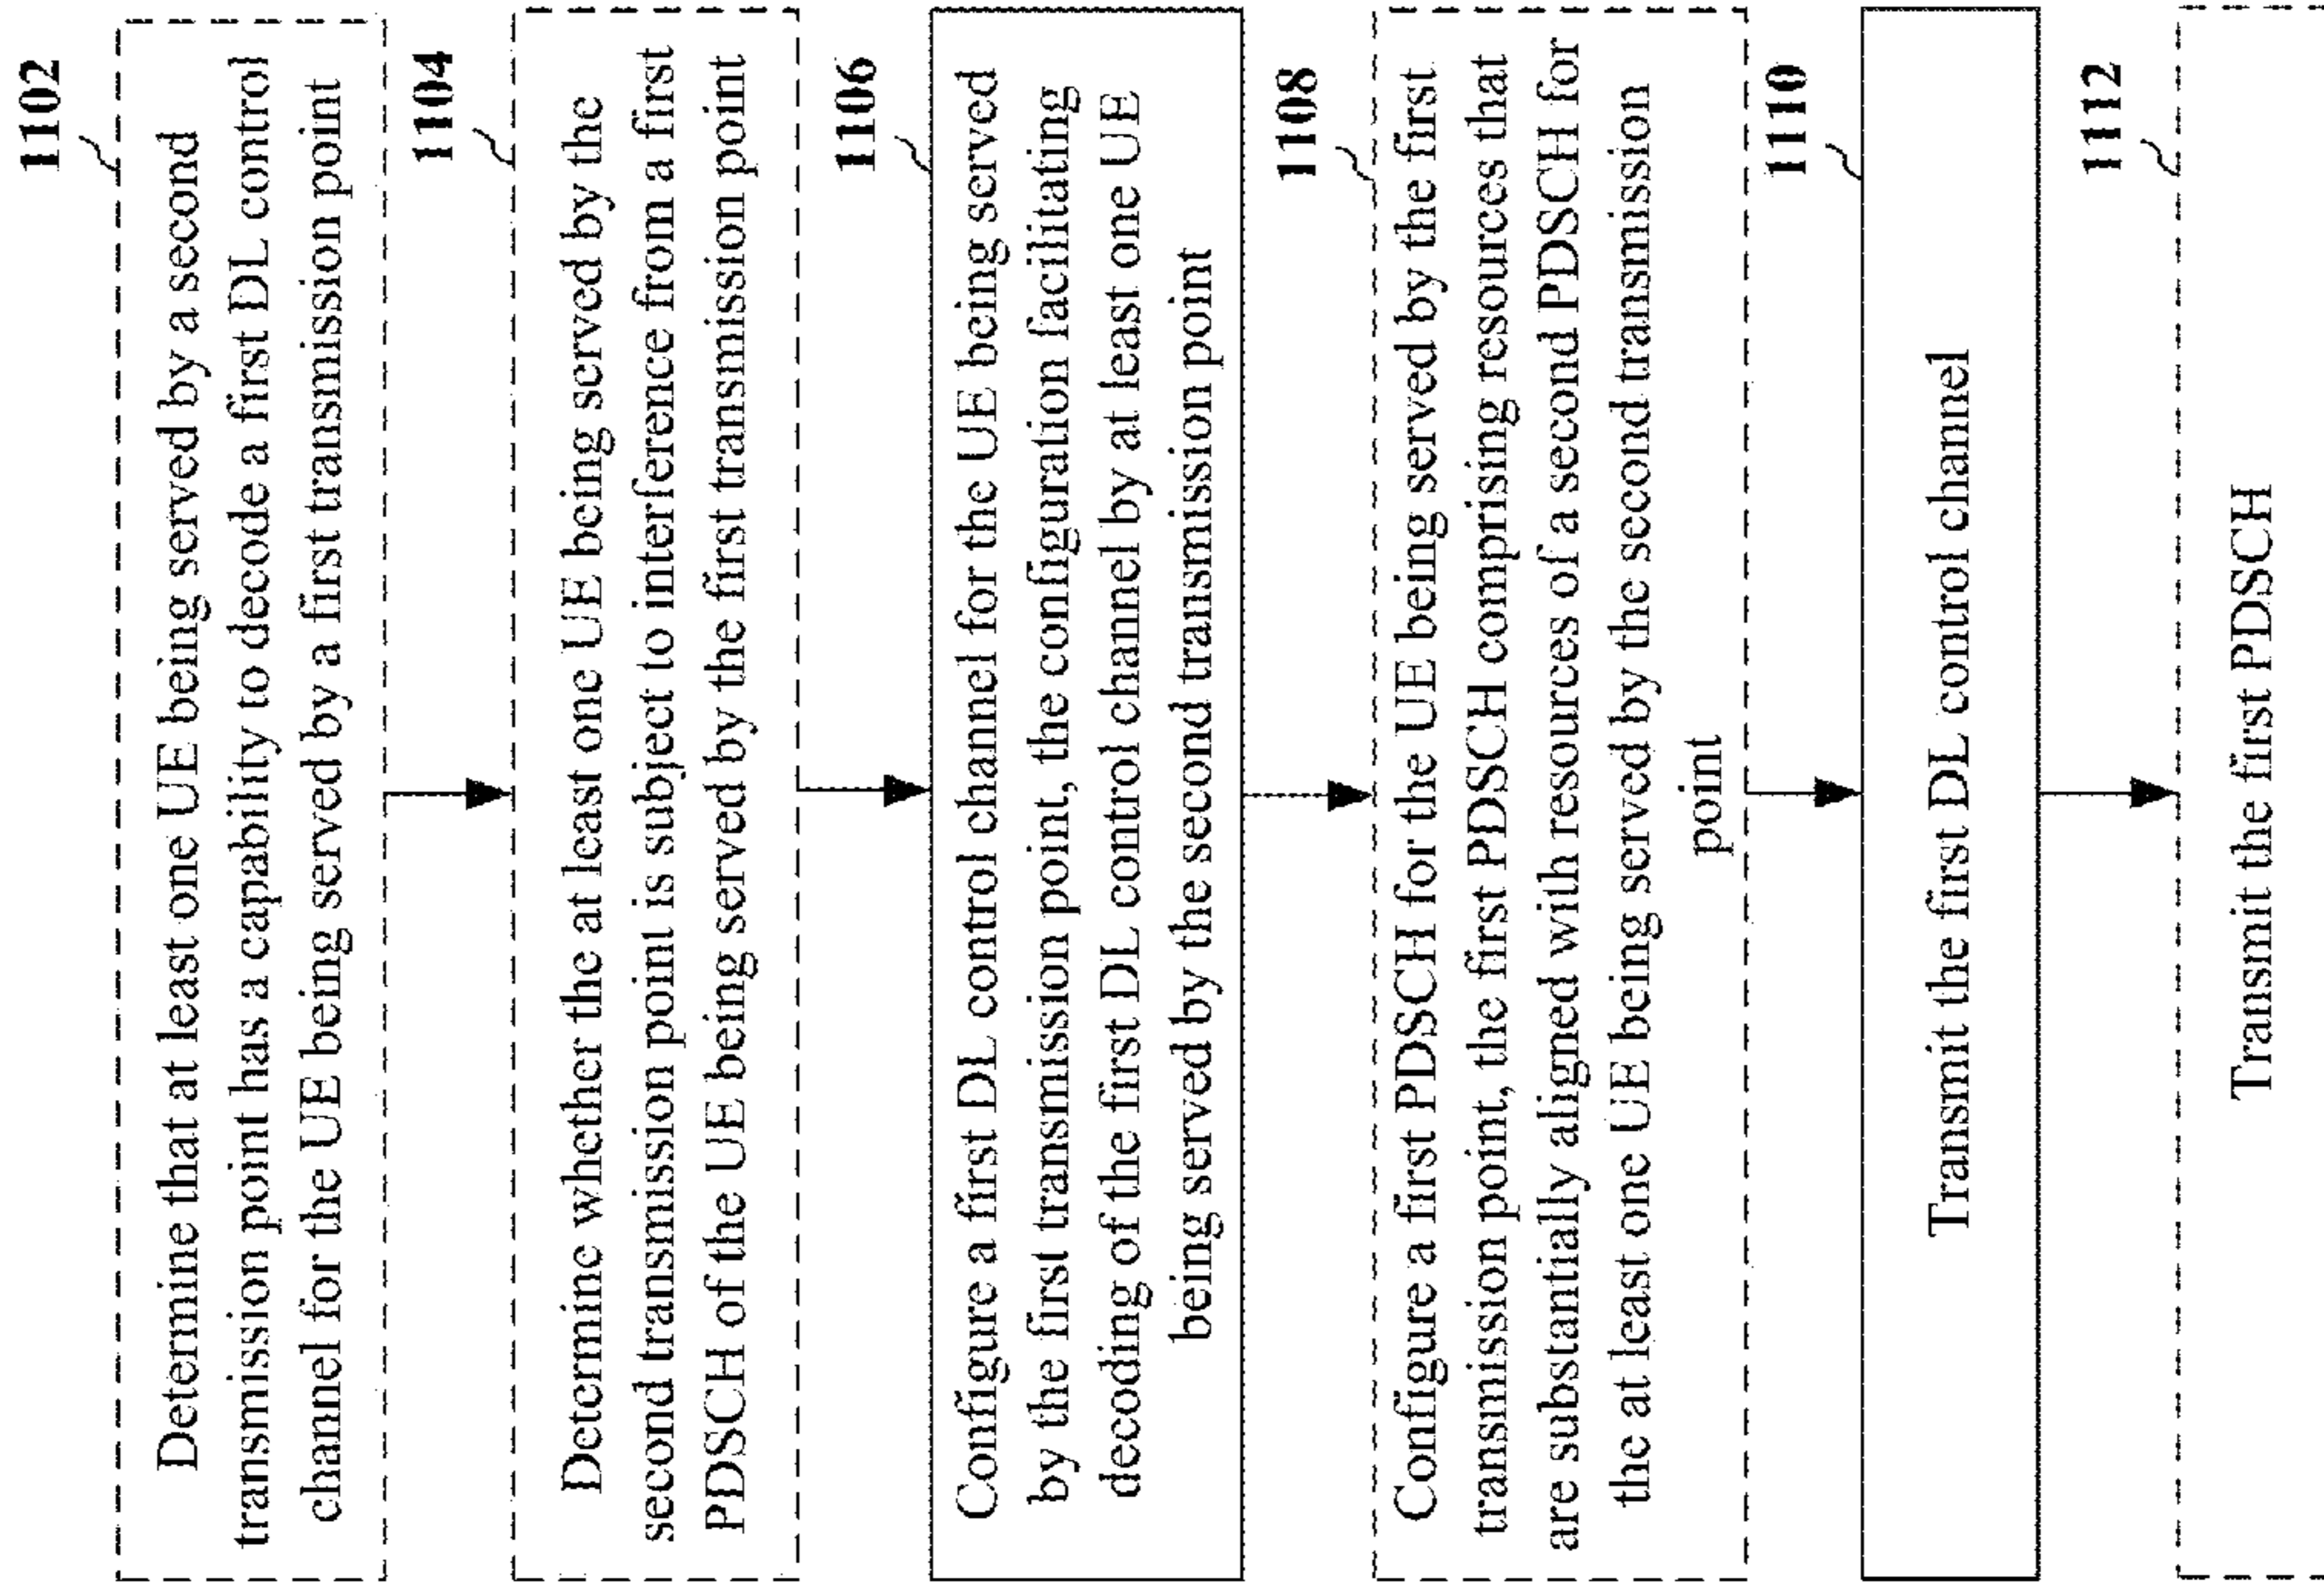 1102
Determine that at least one UE being served by a second
transmission point has a capability to decode a first DL control
channel for the UE being served by a first transmission point
1104
Determine whether the at least one UE being served by the
second transmission point is subject to interference from a first
PDSCH of the UE being served by the first transmission point
1106
Configure a first DL control channel for the UE being served
by the first transmission point, the configuration facilitating
decoding of the first DL control channel by at least one UE
being served by the second transmission point
1108
Configure a first PDSCH for the UE being served by the first
transmission point, the first PDSCH comprising resources that
are substantially aligned with resources of a second PDSCH for
the at least one UE being served by the second transmission
point
1110
Transmit the first DL control channel
1112
Transmit the first PDSCH